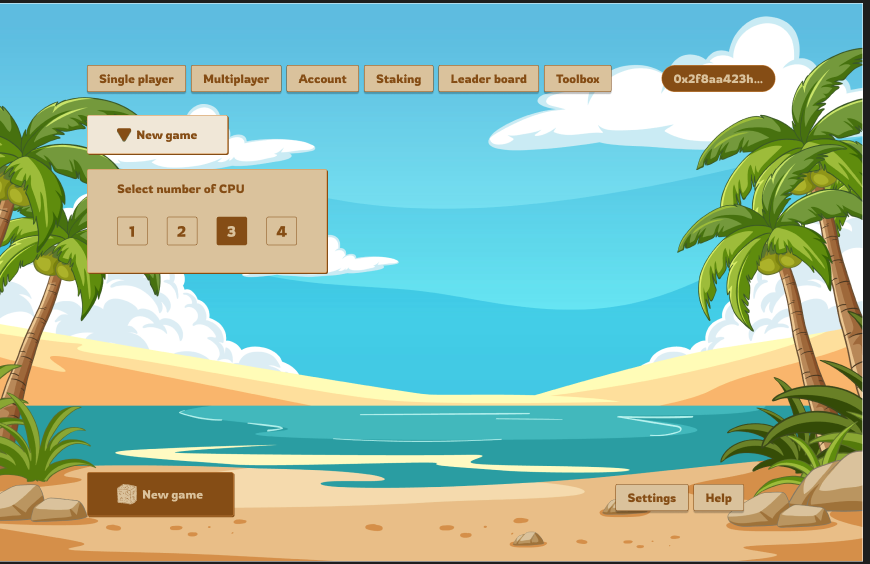 Single player
Multiplayer
Account
Staking
Leader board
Toolbox
0x2f8aa423h...
New game
Select number of CPU
1
2
3
4
New game
Settings
Help